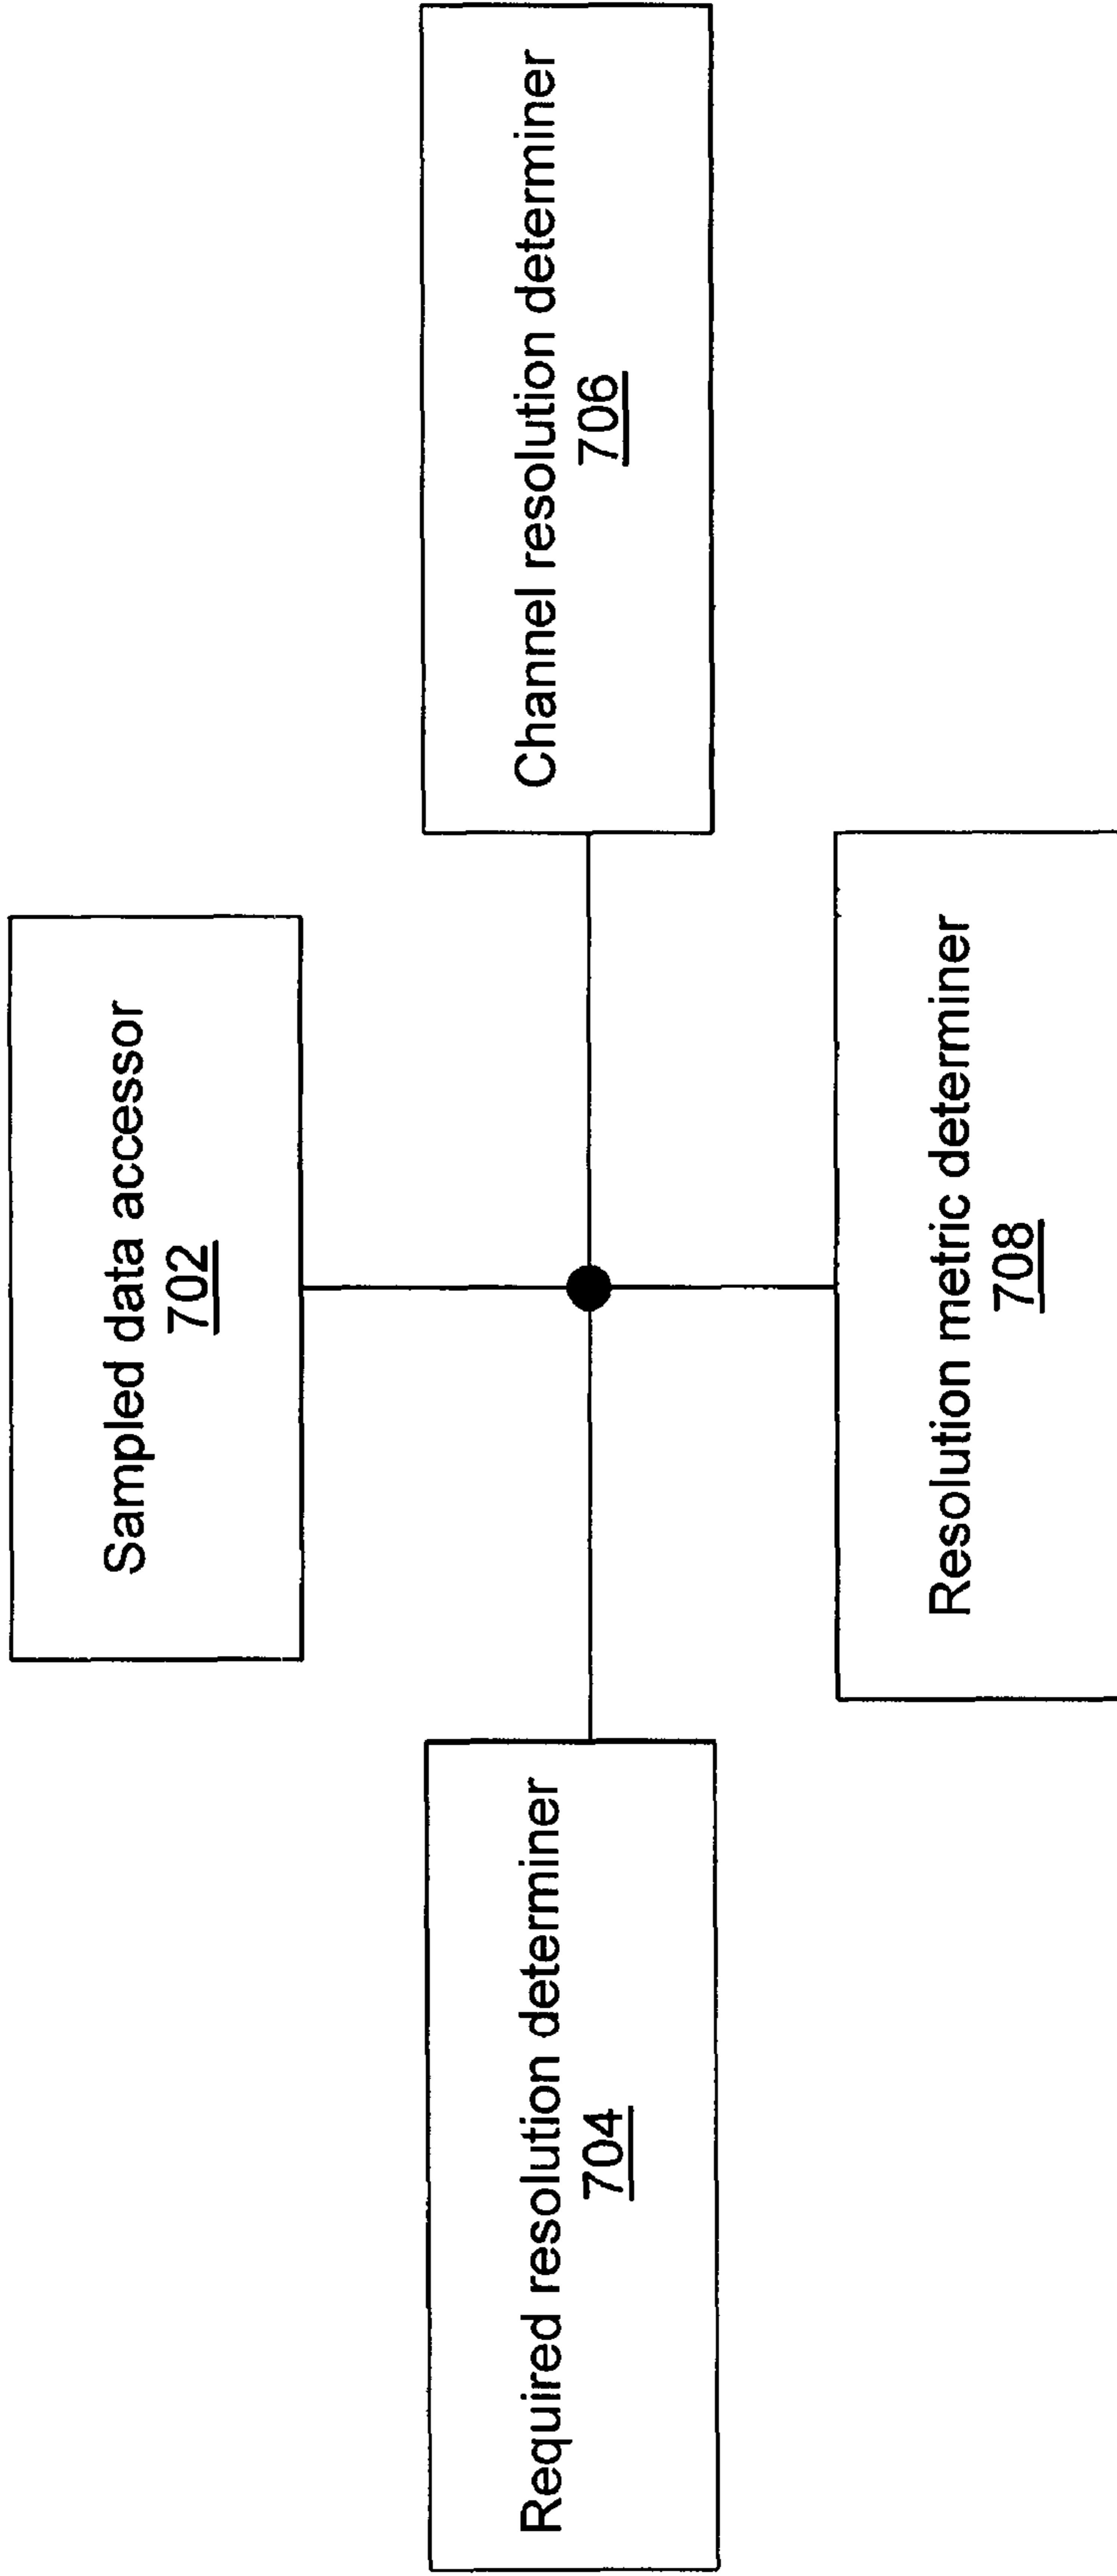 Sampled data accessor
702
Required resolution determiner
704
Channel resolution determiner
706
Resolution metric determiner
708